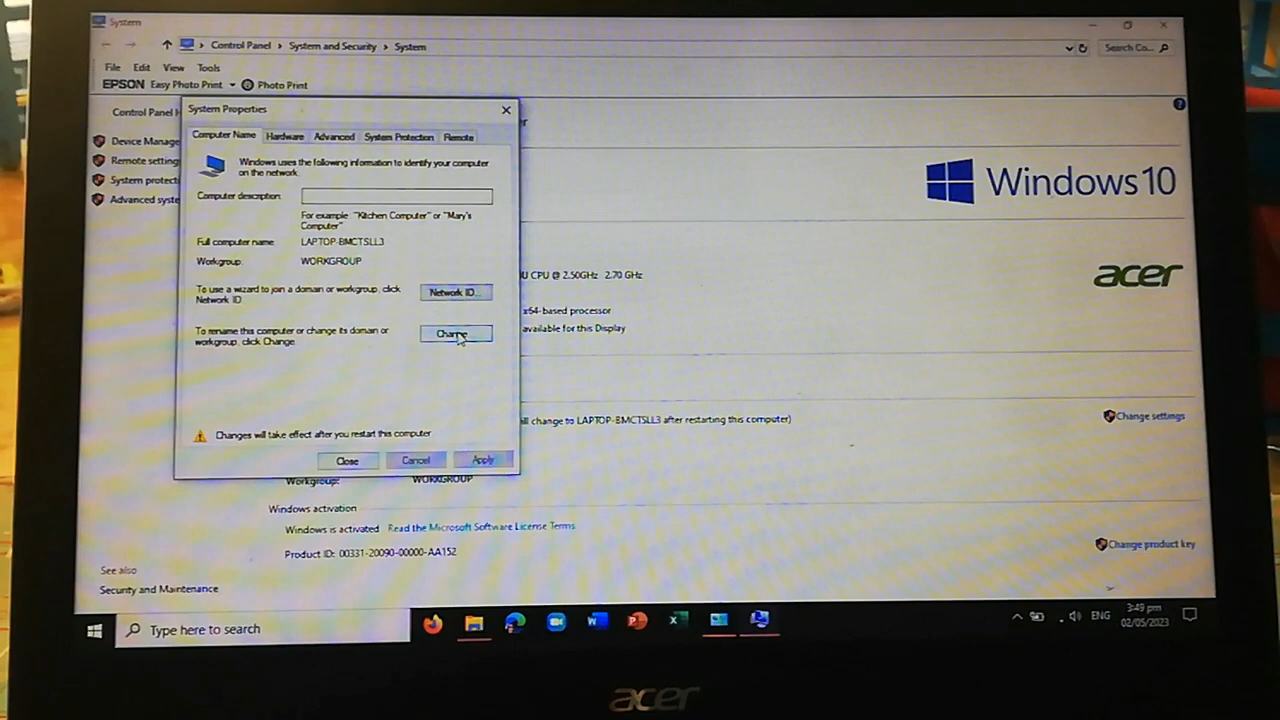 System
Control Panel › System and Security › System
Search Co...
File Edit View Tools
EPSON Easy Photo Print Photo Print
Control Panel H
Device Manage
Remote setting
System protecti
Advanced syste
System Properties
Computer Name Hardware Advanced System Protection Remote
Windows uses the following information to identify your computer
on the network.
Computer description:
For example: "Kitchen Computer" or "Mary's
Computer"
Full computer name: LAPTOP-BMCTSLL3
Workgroup: WORKGROUP
To use a wizard to join a domain or workgroup, click
Network ID.
Network ID...
To rename this computer or change its domain or
workgroup, click Change.
Changes will take effect after you restart this computer
Close Cancel Apply
Windows 10
U CPU @ 2.50GHz 2.70 GHz
acer
x64-based processor
available for this Display
ill change to LAPTOP-BMCTSLL3 after restarting this computer)
Change settings
Workgroup: WORKGROUP
Windows activation
Windows is activated Read the Microsoft Software License Terms
Product ID: 00331-20090-00000-AA152
Change product key
See also
Security and Maintenance
Type here to search
ENG
3:49 pm
02/05/2023
acer